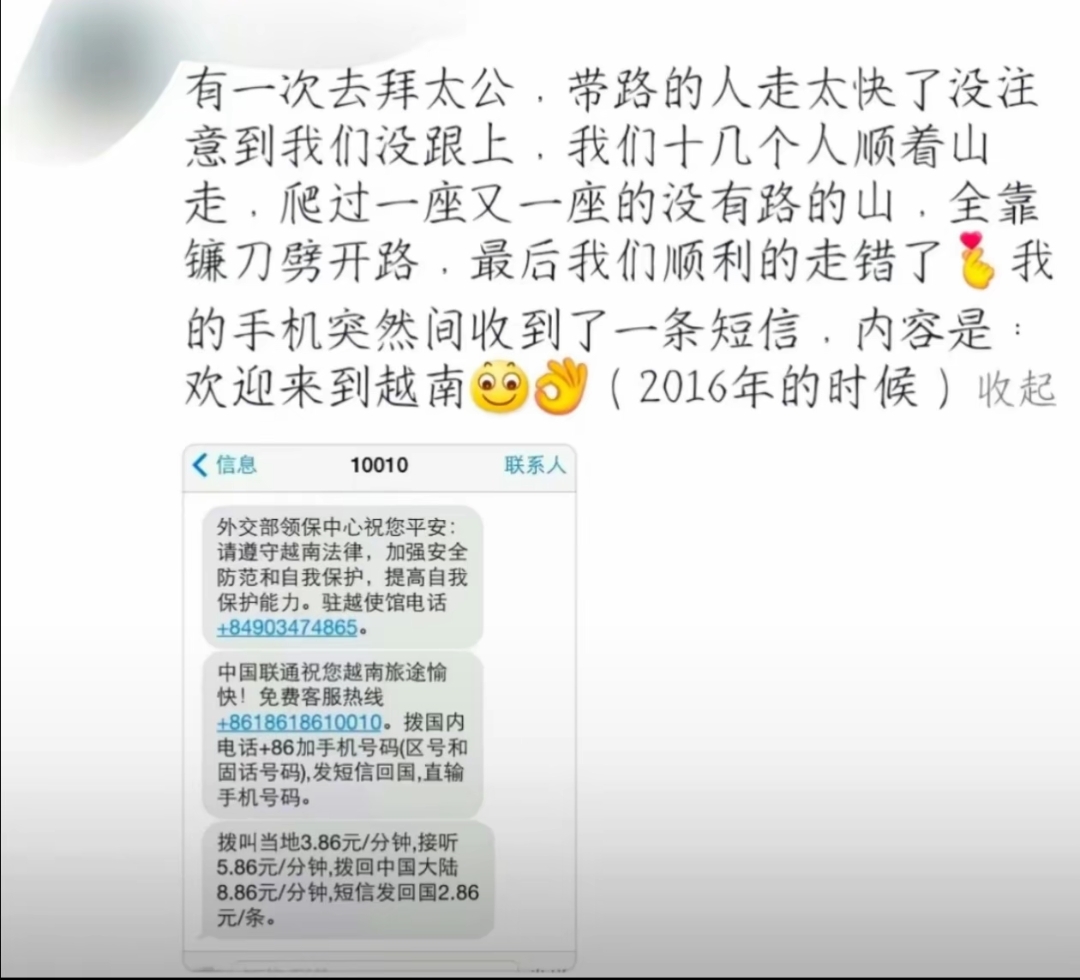 有一次去拜太公，带路的人走太快了没注
意到我们没跟上，我们十几个人顺着山
走，爬过一座又一座的没有路的山，全靠
镰刀劈开路，最后我们顺利的走错了🫰我
的手机突然间收到了一条短信，内容是：
欢迎来到越南🙂👌（2016年的时候）收起
信息 10010 联系人
外交部领保中心祝您平安：
请遵守越南法律，加强安全
防范和自我保护，提高自我
保护能力。驻越使馆电话
+84903474865。
中国联通祝您越南旅途愉
快！免费客服热线
+8618618610010。拨国内
电话+86加手机号码(区号和
固话号码),发短信回国,直输
手机号码。
拨叫当地3.86元/分钟,接听
5.86元/分钟,拨回中国大陆
8.86元/分钟,短信发回国2.86
元/条。